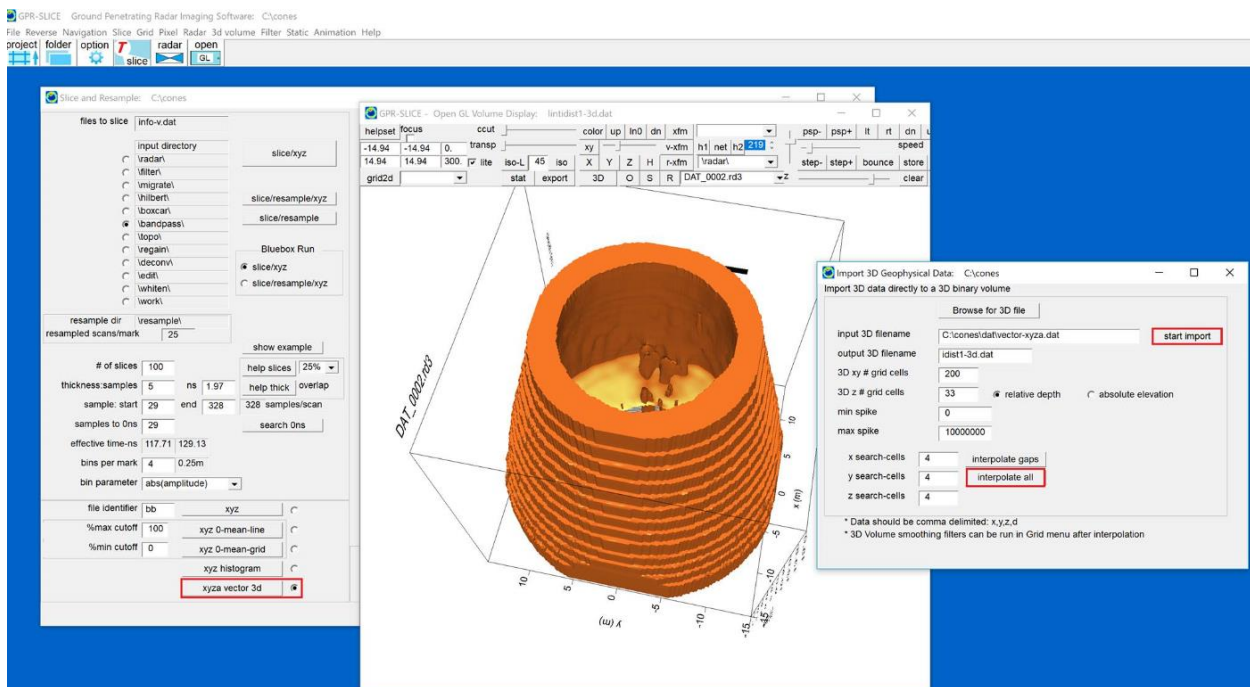 GPR-SLICE Ground Penetrating Radar Imaging Software: C:\cones
File Reverse Navigation Slice Grid Pixel Radar 3d volume Filter Static Animation Help
project folder option T slice radar open GL
Slice and Resample: C:\cones
files to slice info-v.dat
input directory
\radar\
\filter\
\migrate\
\hilbert\
\boxcar\
\bandpass\
\topo\
\regain\
\deconv\
\edit\
\whiten\
\work\
slice/xyz
slice/resample/xyz
slice/resample
Bluebox Run
slice/xyz
slice/resample/xyz
resample dir \resample\
resampled scans/mark 25
show example
# of slices 100 help slices 25%
thickness:samples 5 ns 1.97 help thick overlap
sample: start 29 end 328 328 samples/scan
samples to 0ns 29 search 0ns
effective time-ns 117.71 129.13
bins per mark 4 0.25m
bin parameter abs(amplitude)
file identifier bb xyz
%max cutoff 100 xyz 0-mean-line
%min cutoff 0 xyz 0-mean-grid
xyz histogram
xyza vector 3d
GPR-SLICE - Open GL Volume Display: lintidist1-3d.dat
helpset focus ccut color up ln0 dn xfm psp- psp+ lt rt dn
-14.94 -14.94 0. transp xy v-xfm h1 net h2 219 speed
14.94 14.94 300. lite iso-L 45 iso X Y Z H r-xfm \radar\ step- step+ bounce store
grid2d stat export 3D O S R DAT_0002.rd3 z clear
DAT_0002.rd3
10 5 0 -5 -10 -15
y (m)
10 5 0 -5 -10 -15
x (m)
Import 3D Geophysical Data: C:\cones
Import 3D data directly to a 3D binary volume
Browse for 3D file
input 3D filename C:\cones\dat\vector-xyza.dat start import
output 3D filename idist1-3d.dat
3D xy # grid cells 200
3D z # grid cells 33 relative depth absolute elevation
min spike 0
max spike 10000000
x search-cells 4 interpolate gaps
y search-cells 4 interpolate all
z search-cells 4
* Data should be comma delimited: x,y,z,d
* 3D Volume smoothing filters can be run in Grid menu after interpolation